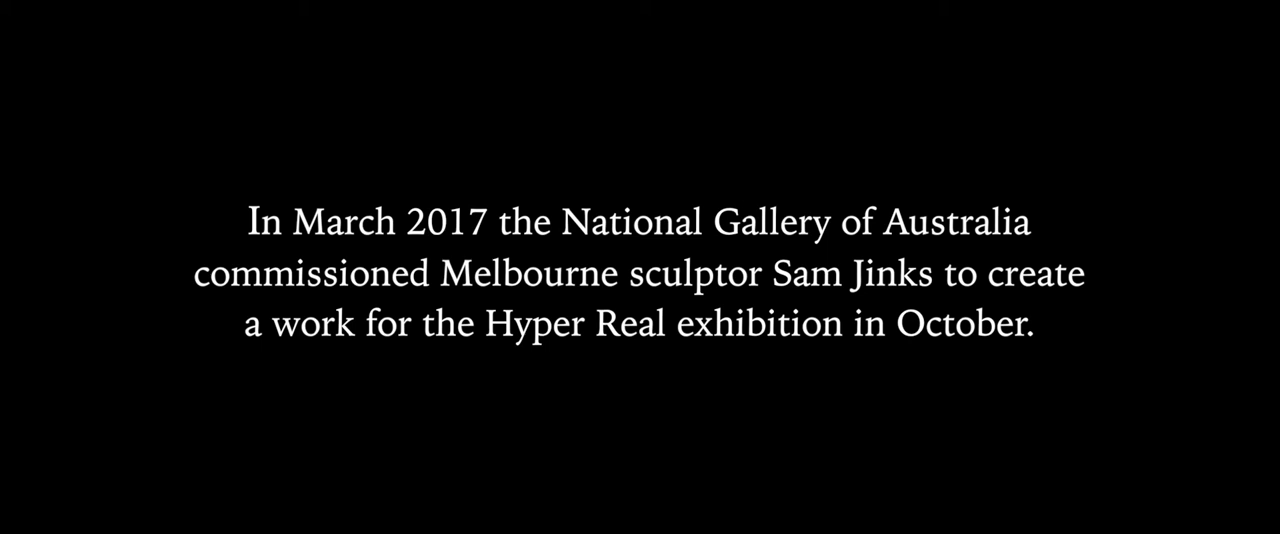 In March 2017 the National Gallery of Australia
commissioned Melbourne sculptor Sam Jinks to create
a work for the Hyper Real exhibition in October.